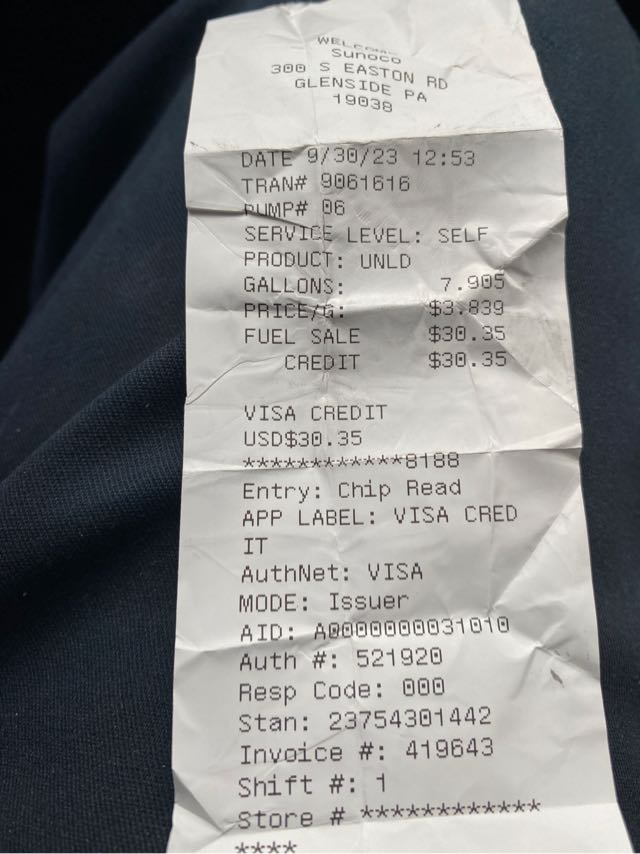 WELCOME
Sunoco
300 S EASTON RD
GLENSIDE PA
19038
DATE 9/30/23 12:53
TRAN# 9061616
PUMP# 06
SERVICE LEVEL: SELF
PRODUCT: UNLD
GALLONS: 7.905
PRICE/G: $3.839
FUEL SALE $30.35
CREDIT $30.35
VISA CREDIT
USD$30.35
************8188
Entry: Chip Read
APP LABEL: VISA CRED
IT
AuthNet: VISA
MODE: Issuer
AID: A0000000031010
Auth #: 521920
Resp Code: 000
Stan: 23754301442
Invoice #: 419643
Shift #: 1
Store # ************
****